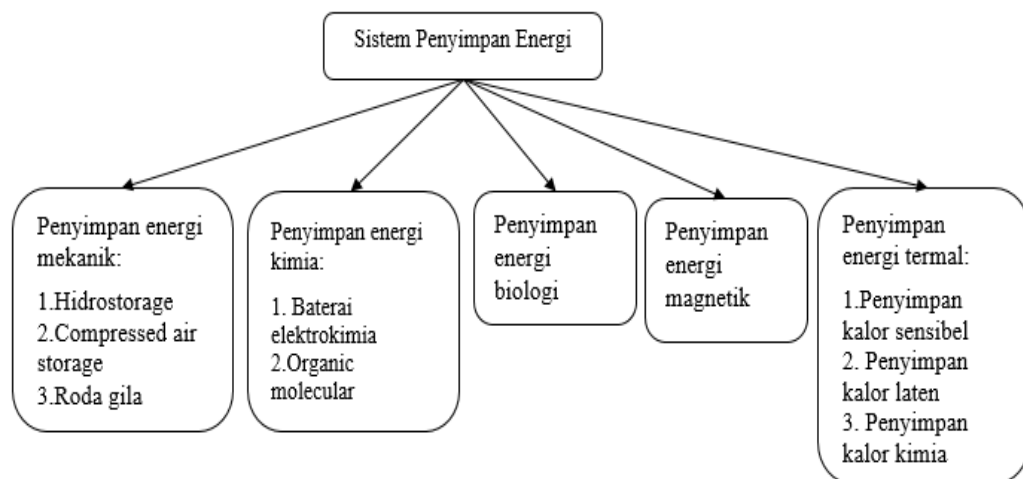 Sistem Penyimpan Energi
Penyimpan energi
mekanik:
1.Hidrostorage
2.Compressed air
storage
3.Roda gila
Penyimpan energi
kimia:
1. Baterai
elektrokimia
2.Organic
molecular
Penyimpan
energi
biologi
Penyimpan
energi
magnetik
Penyimpan
energi termal:
1.Penyimpan
kalor sensibel
2. Penyimpan
kalor laten
3. Penyimpan
kalor kimia